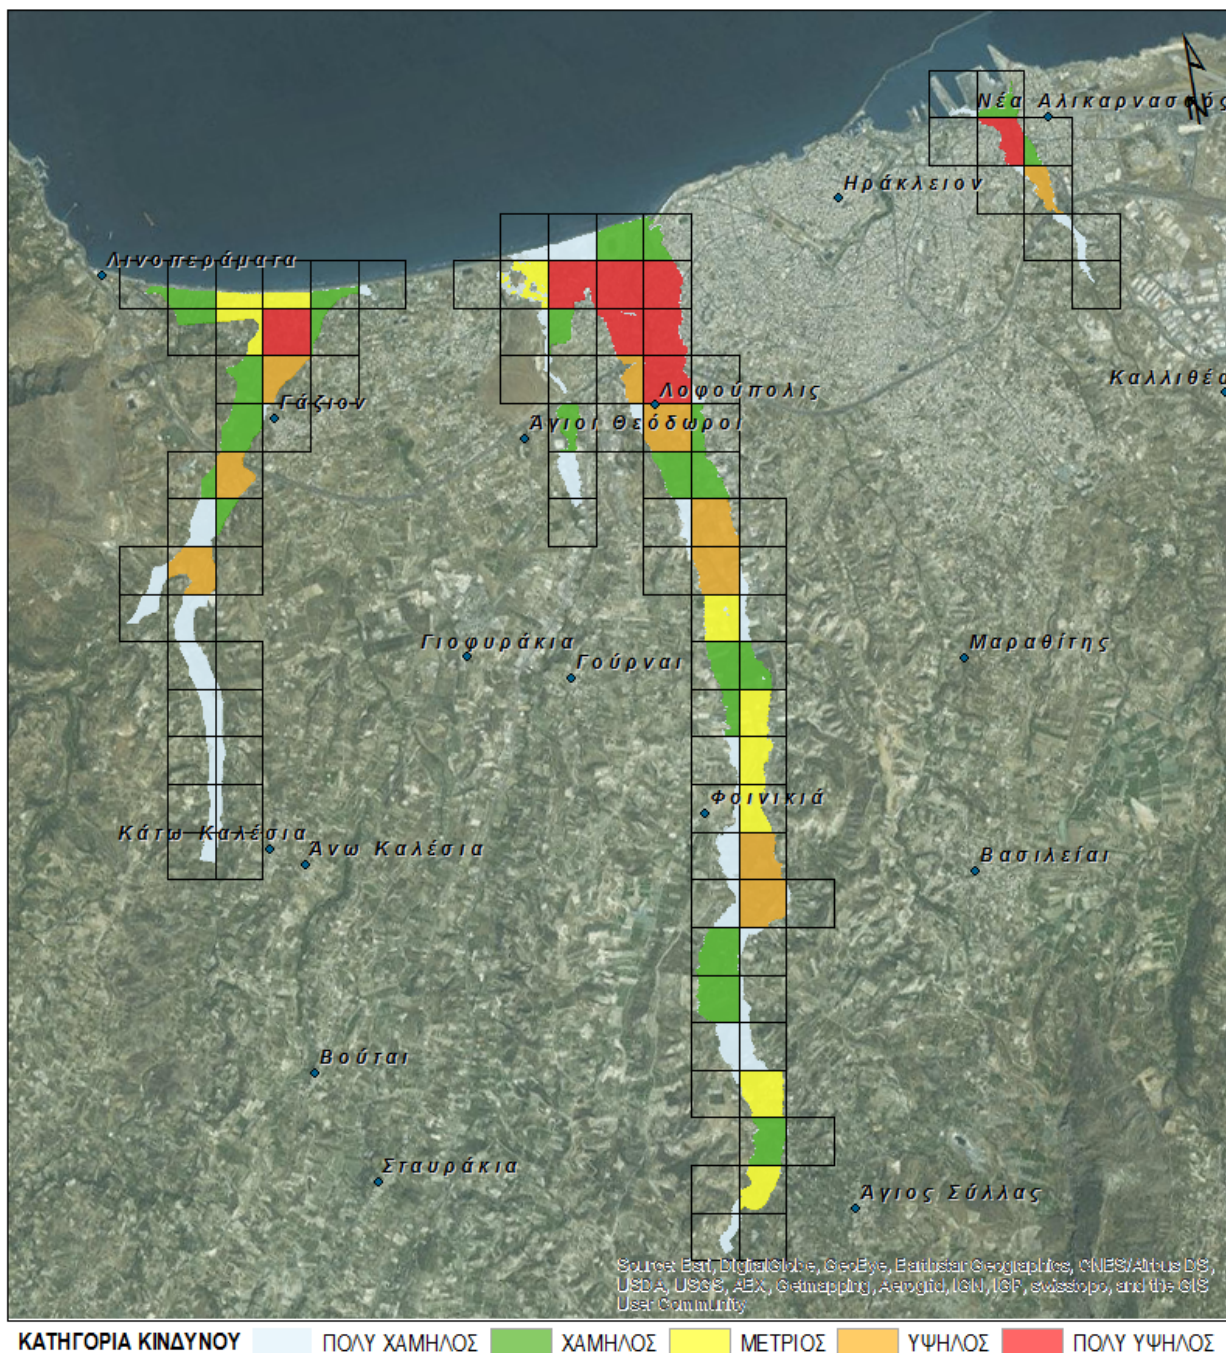 Νέα Αλικαρνασσός
N
Ηράκλειον
Λινοπεράματα
Καλλιθέα
Λοφούπολις
Γάζιον
Άγιοι Θεόδωροι
Γιοφυράκια
Γούρναι
Μαραθίτης
Φοινικιά
Κάτω Καλέσια
Άνω Καλέσια
Βασιλείαι
Βούται
Σταυράκια
Άγιος Σύλλας
Source: Esri, DigitalGlobe, GeoEye, Earthstar Geographics, CNES/Airbus DS,
USDA, USGS, AEX, Getmapping, Aerogrid, IGN, IGP, swisstopo, and the GIS
User Community
ΚΑΤΗΓΟΡΙΑ ΚΙΝΔΥΝΟΥ ΠΟΛΥ ΧΑΜΗΛΟΣ ΧΑΜΗΛΟΣ ΜΕΤΡΙΟΣ ΥΨΗΛΟΣ ΠΟΛΥ ΥΨΗΛΟΣ